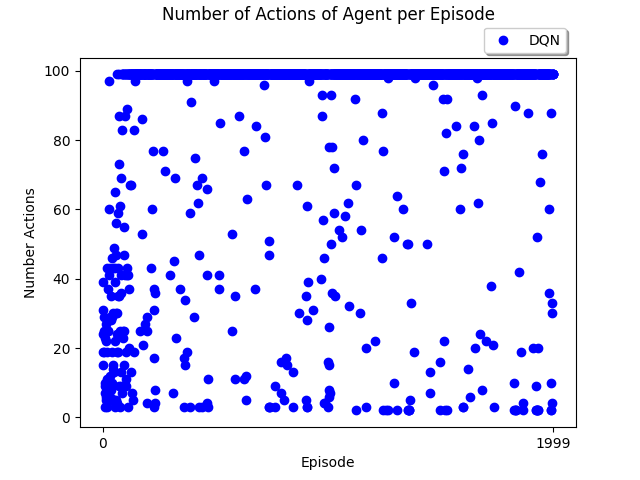 Number of Actions of Agent per Episode
DQN
100
80
60
40
20
0
Number Actions
0
1999
Episode